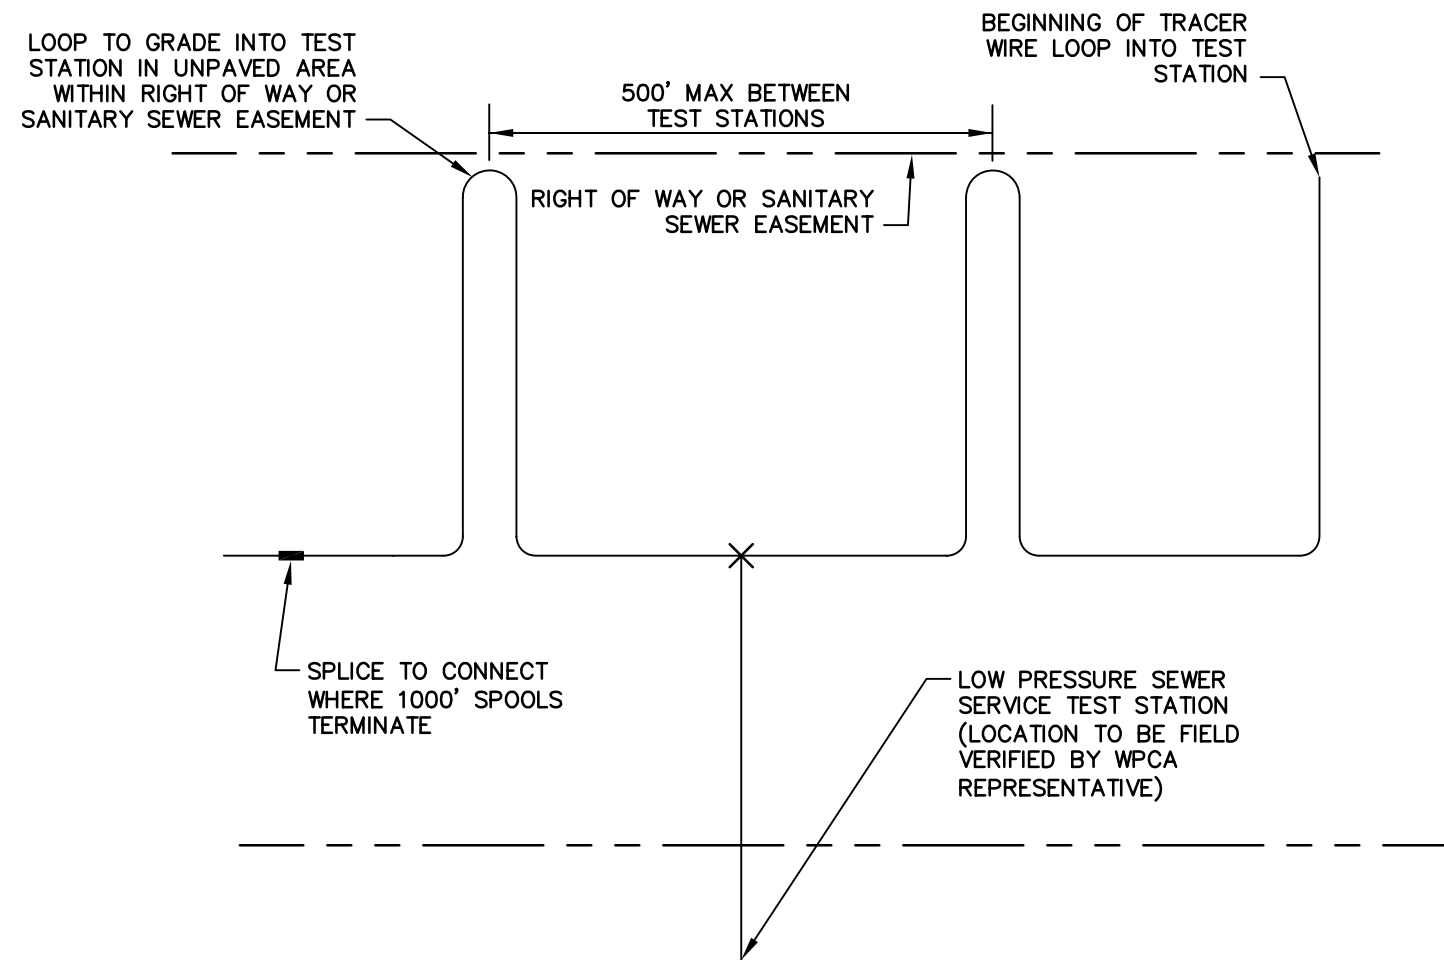 LOOP TO GRADE INTO TEST
STATION IN UNPAVED AREA
WITHIN RIGHT OF WAY OR
SANITARY SEWER EASEMENT
500' MAX BETWEEN
TEST STATIONS
BEGINNING OF TRACER
WIRE LOOP INTO TEST
STATION
RIGHT OF WAY OR SANITARY
SEWER EASEMENT
SPLICE TO CONNECT
WHERE 1000' SPOOLS
TERMINATE
LOW PRESSURE SEWER
SERVICE TEST STATION
(LOCATION TO BE FIELD
VERIFIED BY WPCA
REPRESENTATIVE)